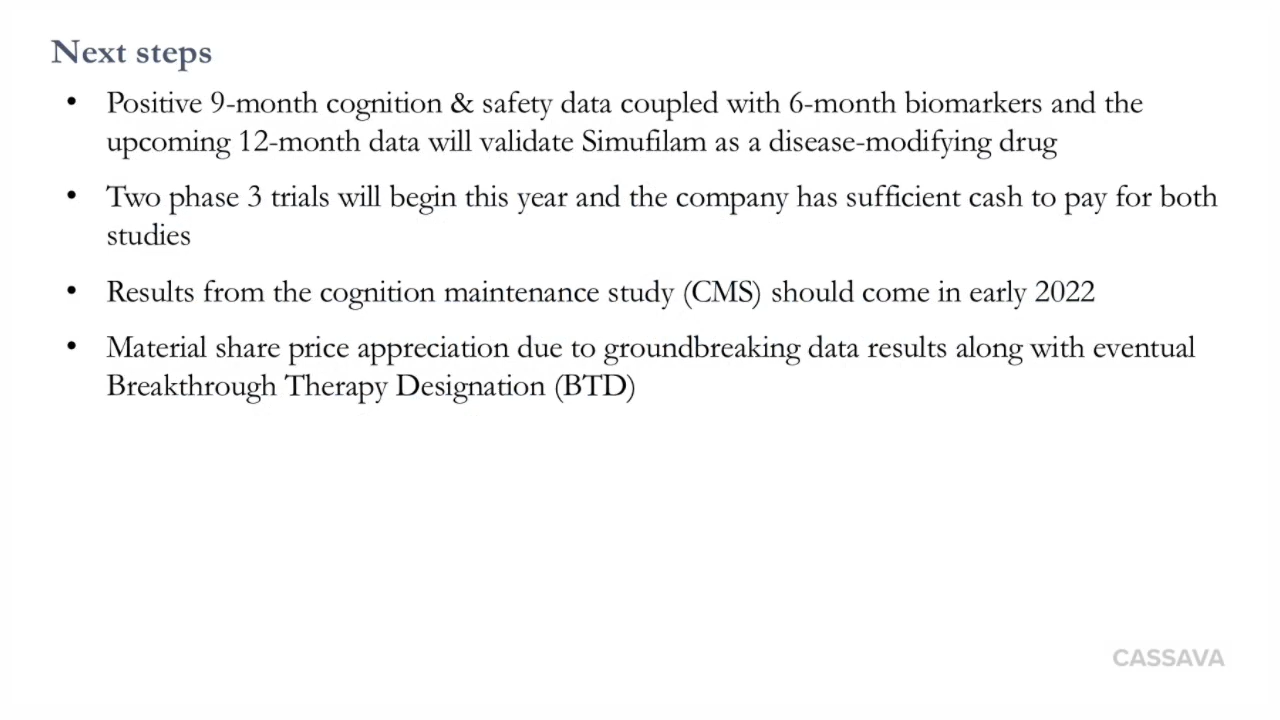 Next steps
• Positive 9-month cognition & safety data coupled with 6-month biomarkers and the
upcoming 12-month data will validate Simufilam as a disease-modifying drug
• Two phase 3 trials will begin this year and the company has sufficient cash to pay for both
studies
• Results from the cognition maintenance study (CMS) should come in early 2022
• Material share price appreciation due to groundbreaking data results along with eventual
Breakthrough Therapy Designation (BTD)
CASSAVA